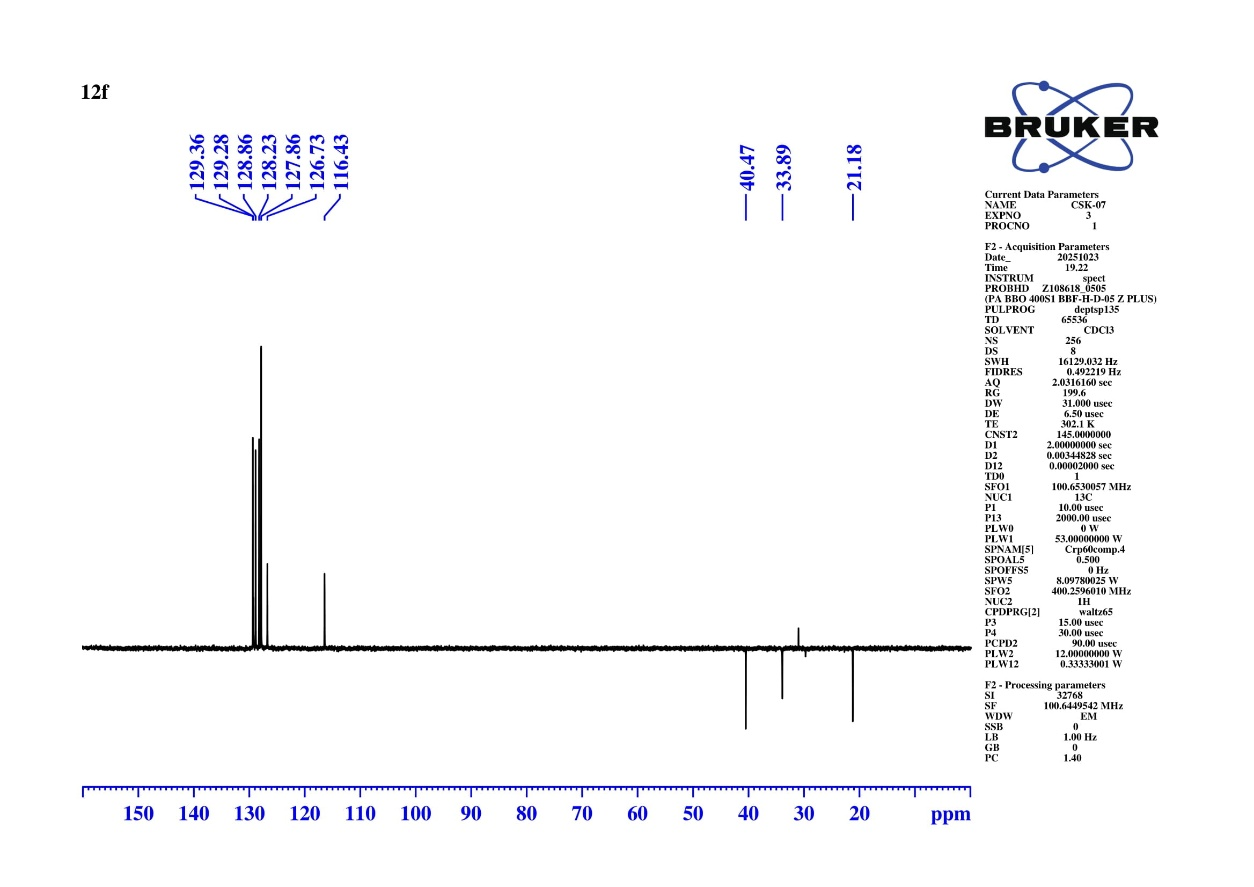 12f
129.36
129.28
128.86
128.23
127.86
126.73
116.43
40.47
33.89
21.18
BRUKER
Current Data Parameters
NAME CSK-07
EXPNO 3
PROCNO 1
F2 - Acquisition Parameters
Date_ 20251023
Time 19.22
INSTRUM spect
PROBHD Z108618_0505
(PA BBO 400S1 BBF-H-D-05 Z PLUS)
PULPROG deptsp135
TD 65536
SOLVENT CDCl3
NS 256
DS 8
SWH 16129.032 Hz
FIDRES 0.492219 Hz
AQ 2.0316160 sec
RG 199.6
DW 31.000 usec
DE 6.50 usec
TE 302.1 K
CNST2 145.0000000
D1 2.00000000 sec
D2 0.00344828 sec
D12 0.00002000 sec
TD0 1
SFO1 100.6530057 MHz
NUC1 13C
P1 10.00 usec
P13 2000.00 usec
PLW0 0 W
PLW1 53.00000000 W
SPNAM[5] Crp60comp.4
SPOAL5 0.500
SPOFFS5 0 Hz
SPW5 8.09780025 W
SFO2 400.2596010 MHz
NUC2 1H
CPDPRG[2] waltz65
P3 15.00 usec
P4 30.00 usec
PCPD2 90.00 usec
PLW2 12.00000000 W
PLW12 0.33333001 W
F2 - Processing parameters
SI 32768
SF 100.6449542 MHz
WDW EM
SSB 0
LB 1.00 Hz
GB 0
PC 1.40
150 140 130 120 110 100 90 80 70 60 50 40 30 20 ppm